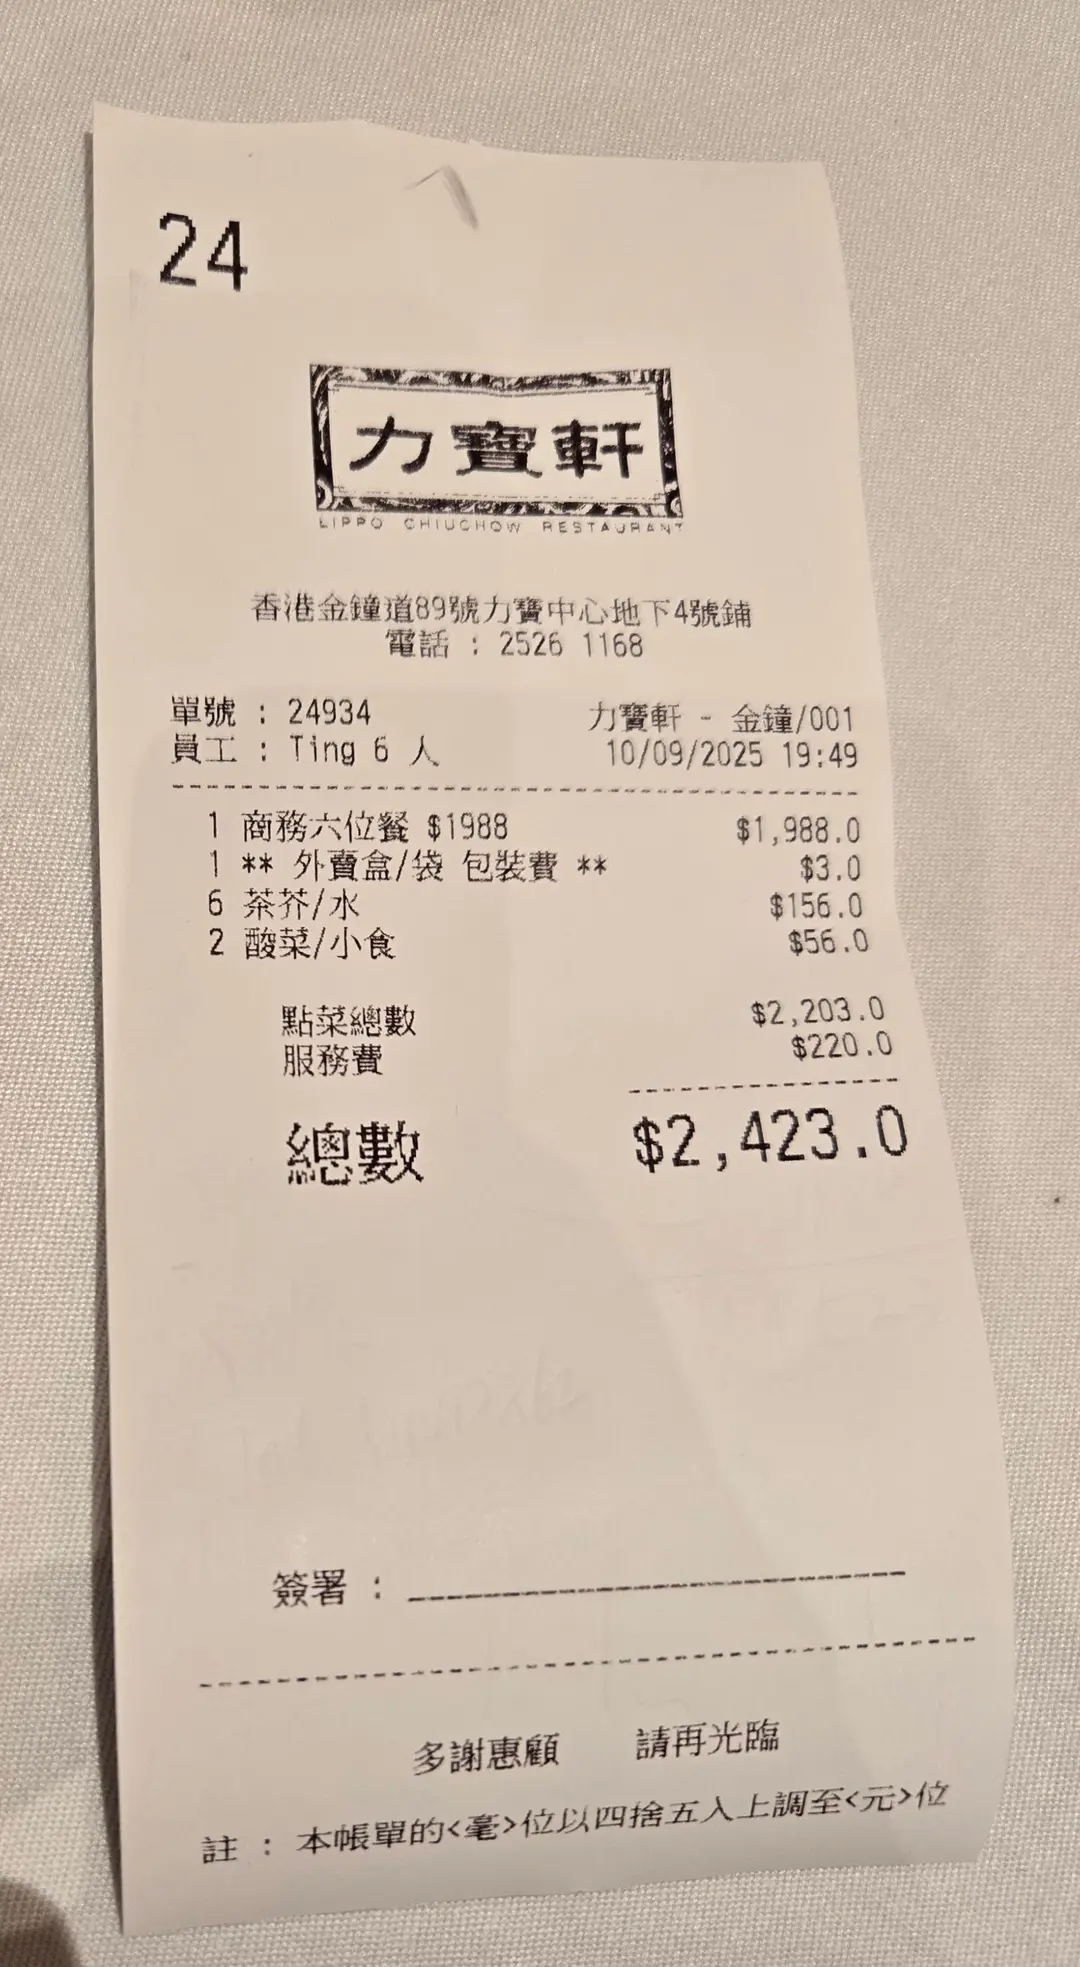 24
力寶軒
LIPPO CHIUCHOW RESTAURANT
香港金鐘道89號力寶中心地下4號鋪
電話 : 2526 1168
單號 : 24934 力寶軒 - 金鐘/001
員工 : Ting 6 人 10/09/2025 19:49
1 商務六位餐 $1988 $1,988.0
1 ** 外賣盒/袋 包裝費 ** $3.0
6 茶芥/水 $156.0
2 酸菜/小食 $56.0
點菜總數 $2,203.0
服務費 $220.0
總數 $2,423.0
簽署 :
多謝惠顧 請再光臨
註 : 本帳單的<毫>位以四捨五入上調至<元>位